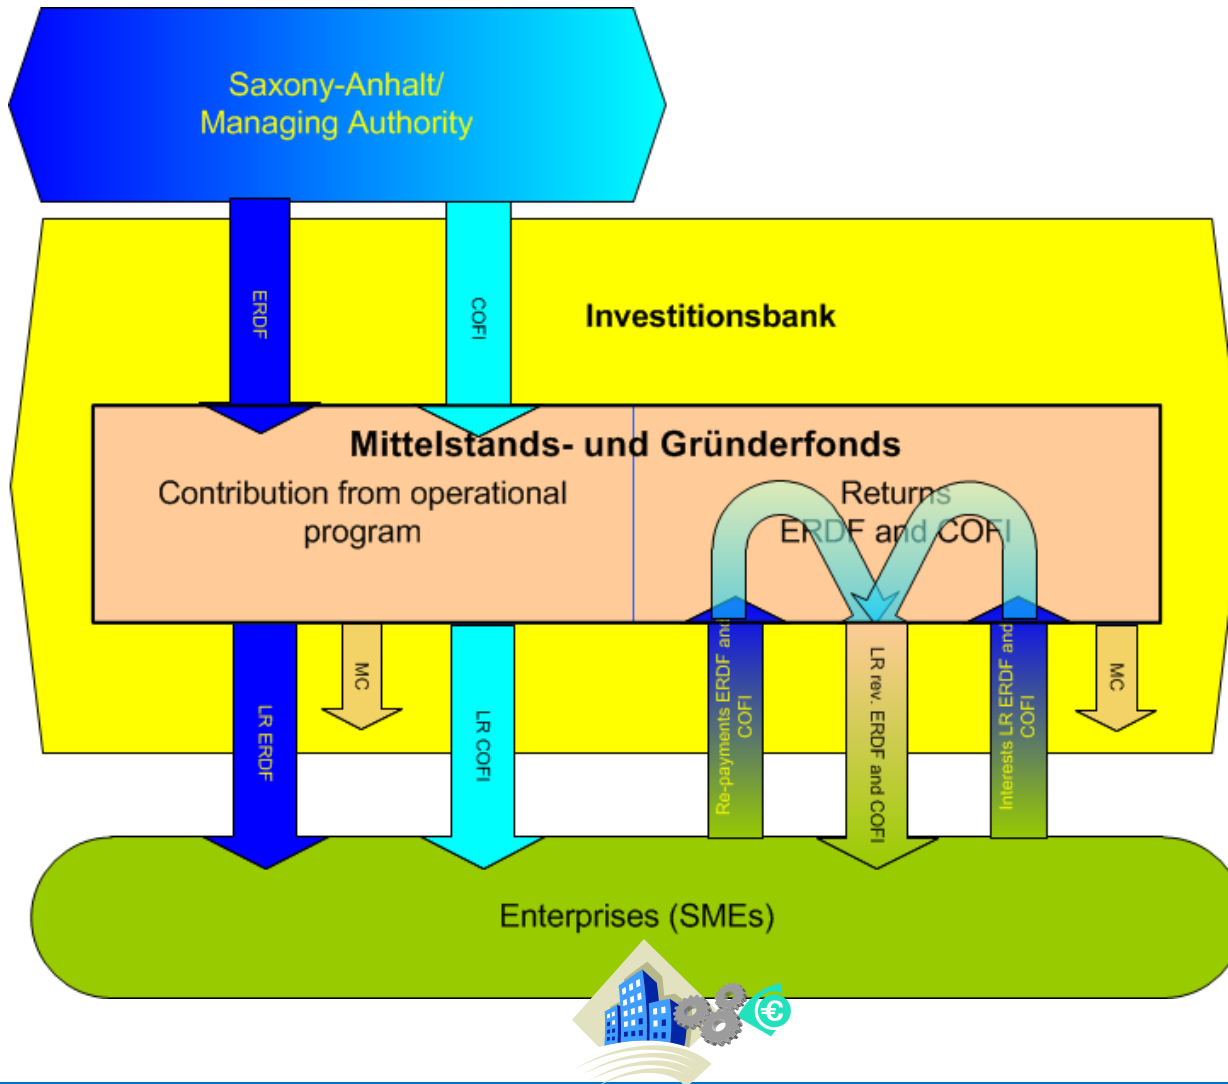 Saxony-Anhalt/
Managing Authority
ERDF
COFI
Investitionsbank
Mittelstands- und Gründerfonds
Contribution from operational
program
Returns
ERDF and COFI
LR ERDF
MC
LR COFI
Re-payments ERDF and
COFI
LR rev. ERDF and COFI
Interests LR ERDF and
COFI
MC
Enterprises (SMEs)
€